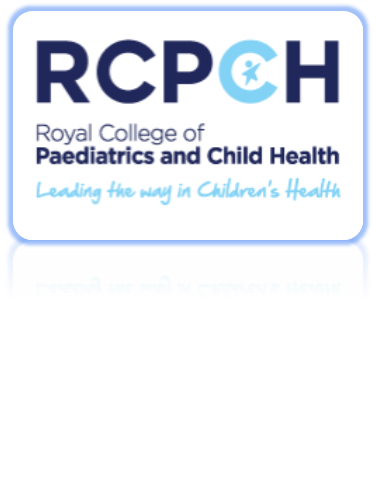 RCPCH
Royal College of
Paediatrics and Child Health
Leading the way in Children's Health